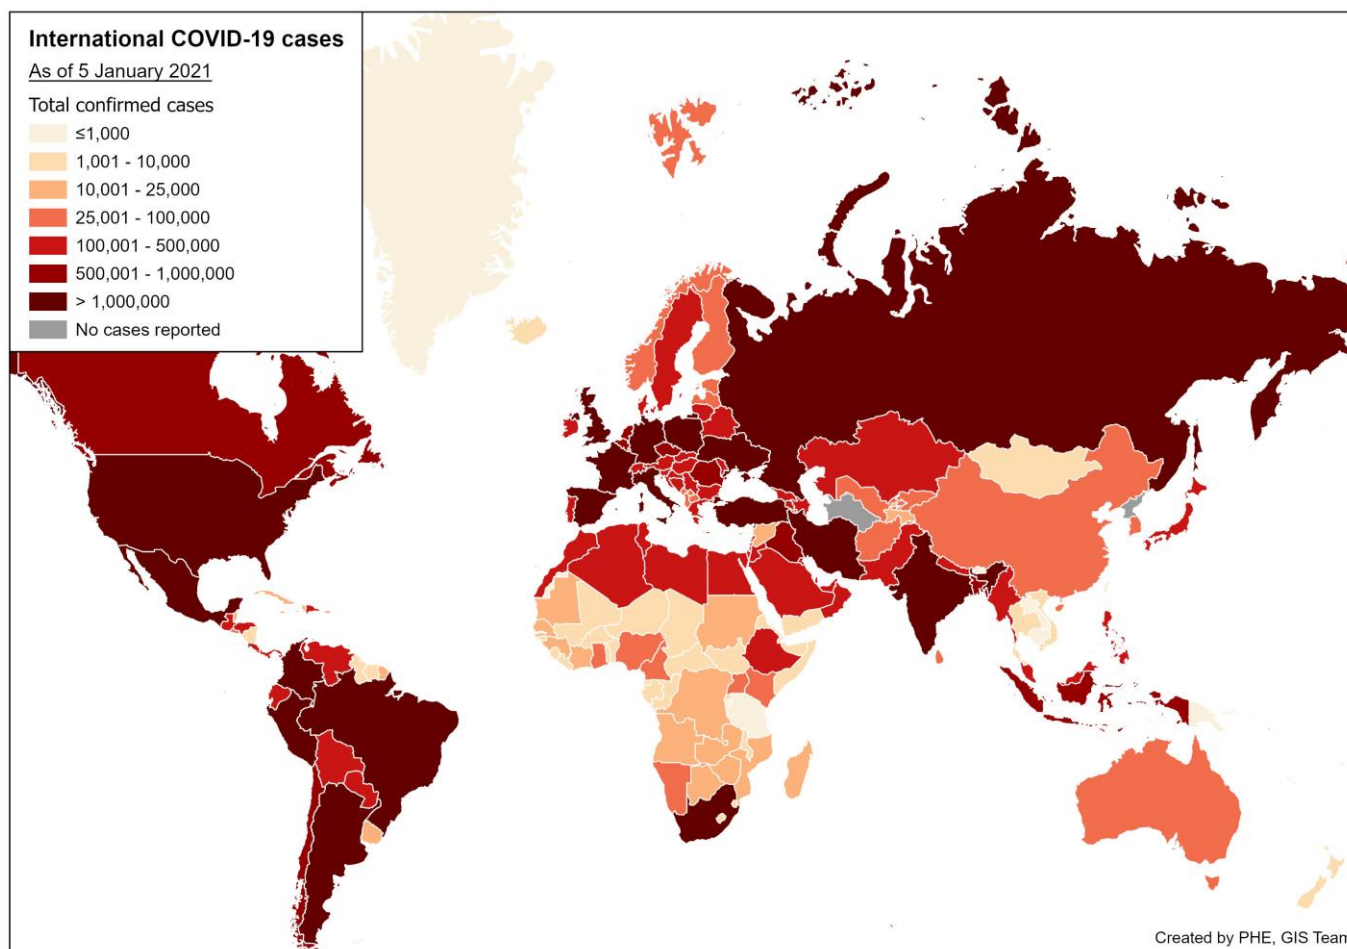 International COVID-19 cases
As of 5 January 2021
Total confirmed cases
≤1,000
1,001 - 10,000
10,001 - 25,000
25,001 - 100,000
100,001 - 500,000
500,001 - 1,000,000
> 1,000,000
No cases reported
Created by PHE, GIS Team